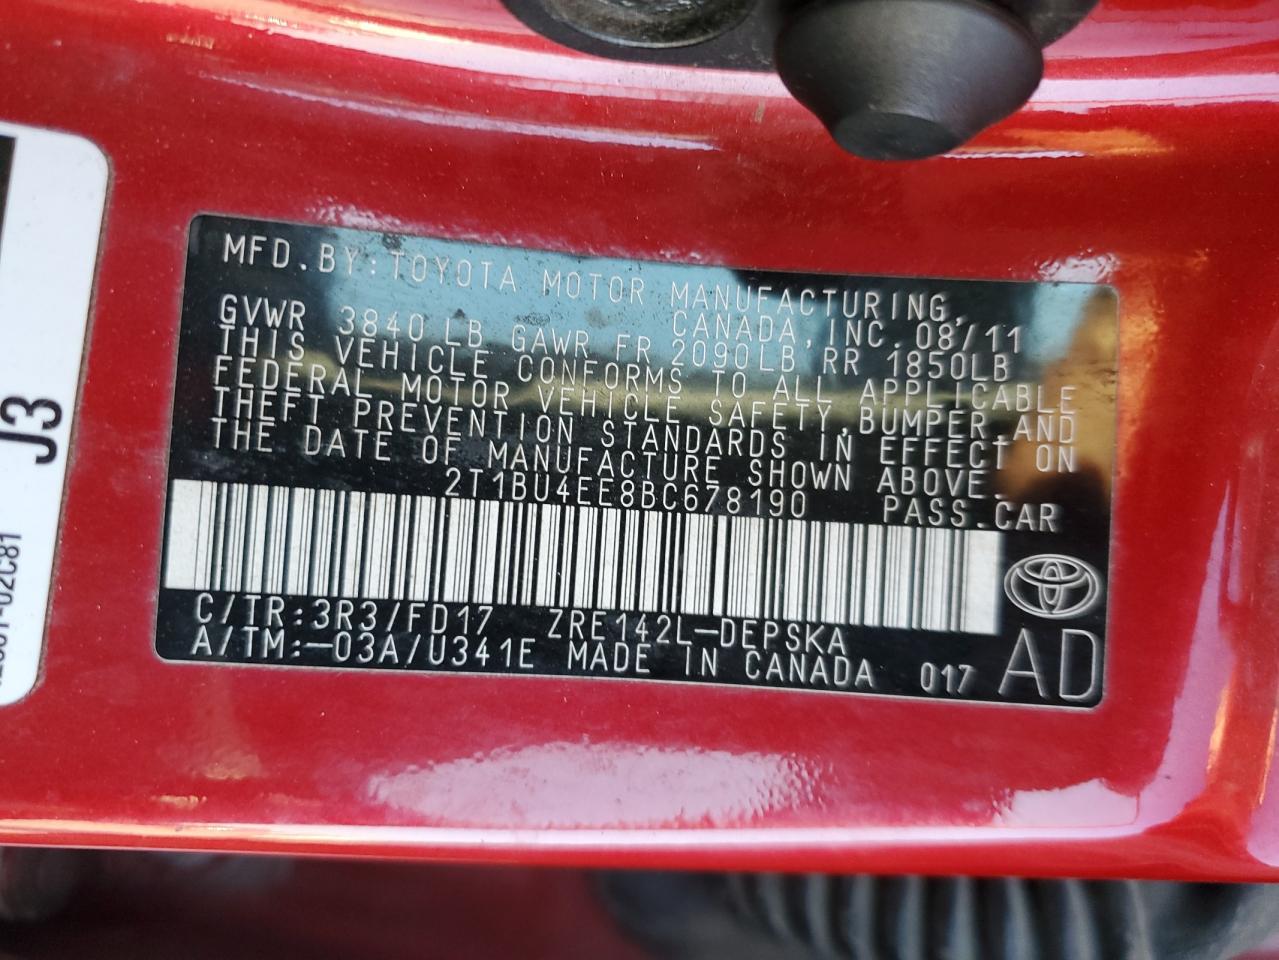 MFD.BY:TOYOTA MOTOR MANUFACTURING,
CANADA,INC. 08/11
GVWR 3840LB GAWR FR 2090LB RR 1850LB
THIS VEHICLE CONFORMS TO ALL APPLICABLE
FEDERAL MOTOR VEHICLE SAFETY,BUMPER,AND
THEFT PREVENTION STANDARDS IN EFFECT ON
THE DATE OF MANUFACTURE SHOWN ABOVE.
2T1BU4EE8BC678190 PASS.CAR
C/TR:3R3/FD17 ZRE142L-DEPSKA
A/TM:-03A/U341E MADE IN CANADA 017
AD
J3